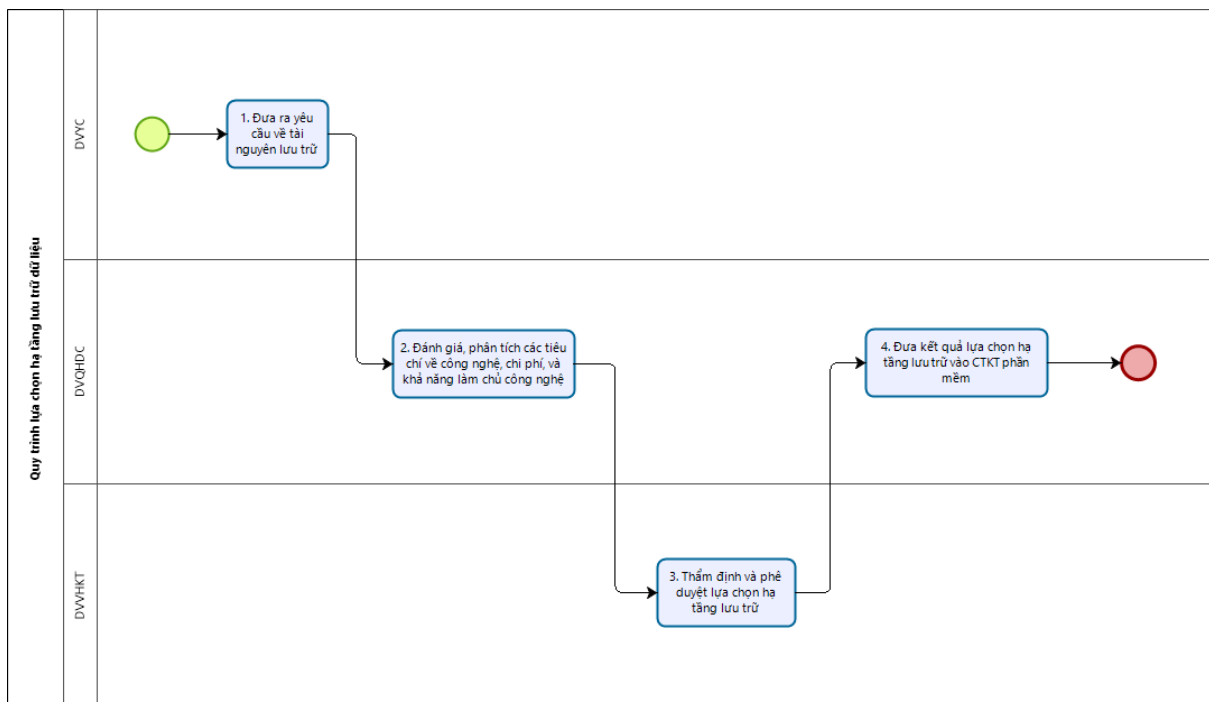 Quy trình lựa chọn hạ tầng lưu trữ dữ liệu
DVYC
1. Đưa ra yêu
cầu về tài
nguyên lưu trữ
DVQHDC
2. Đánh giá, phân tích các tiêu
chí về công nghệ, chi phí, và
khả năng làm chủ công nghệ
4. Đưa kết quả lựa chọn hạ
tầng lưu trữ vào CTKT phần
mềm
DVVHKT
3. Thẩm định và phê
duyệt lựa chọn hạ
tầng lưu trữ